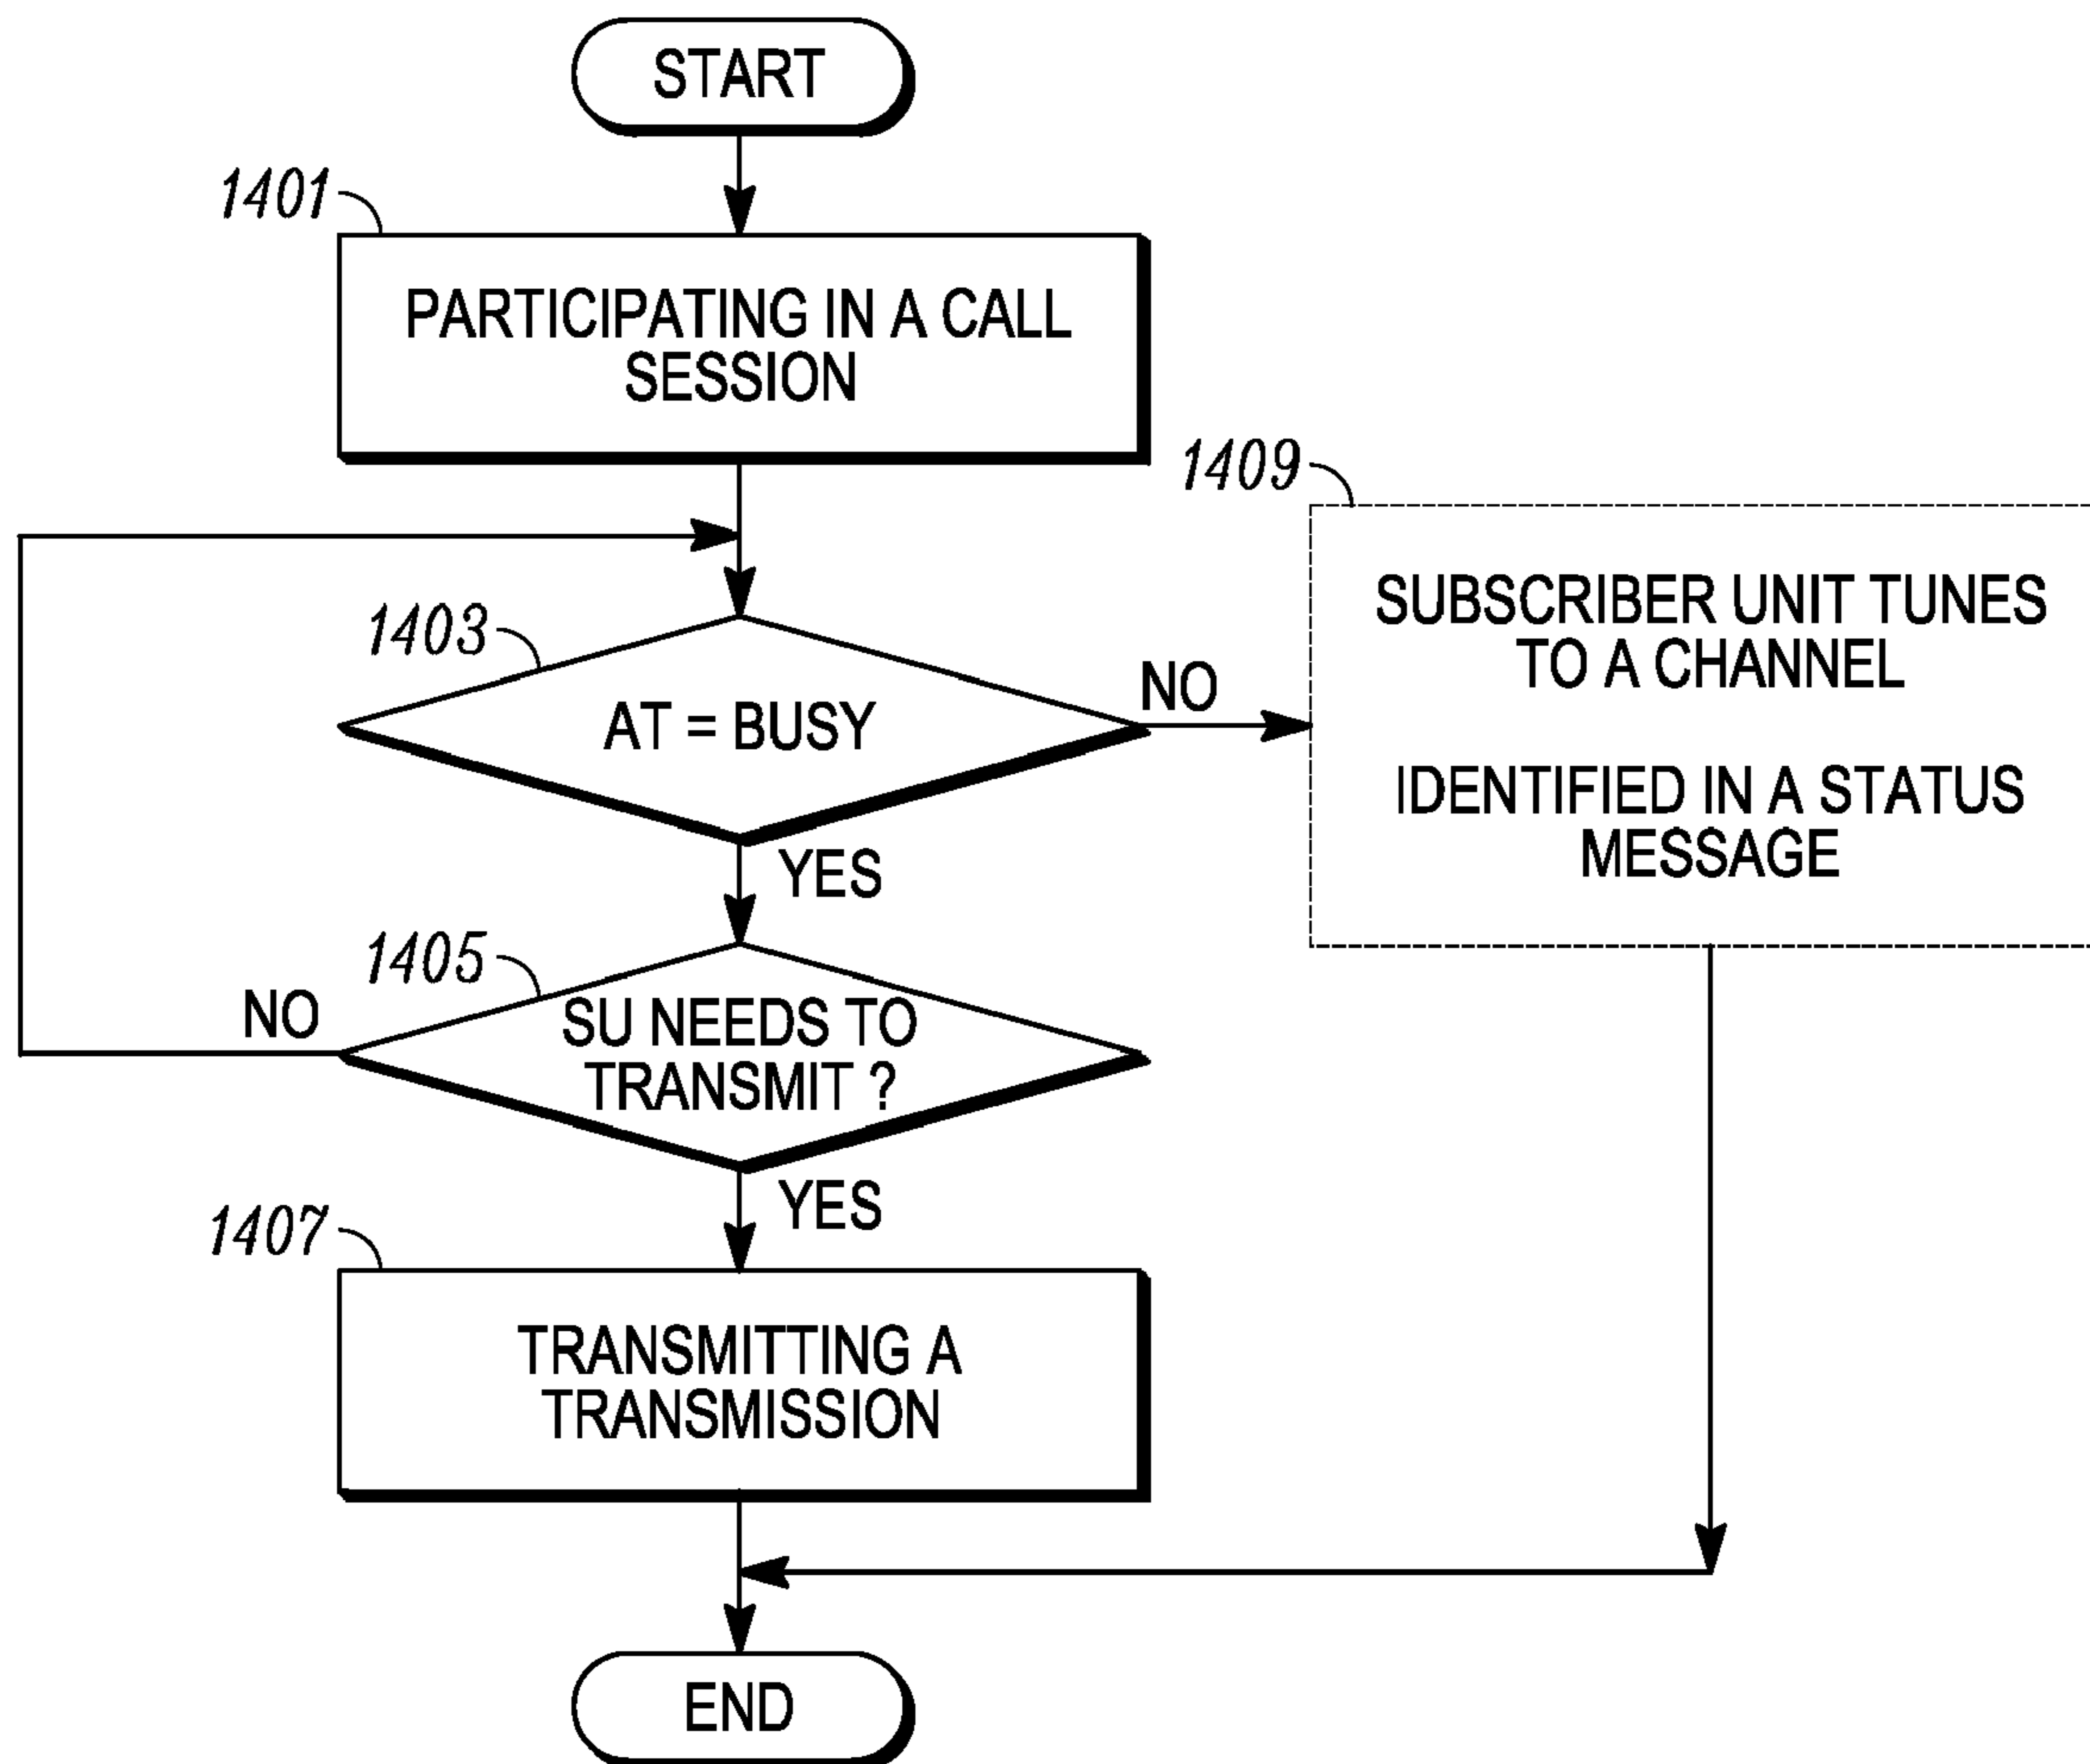 START
1401
PARTICIPATING IN A CALL
SESSION
1409
SUBSCRIBER UNIT TUNES
TO A CHANNEL
IDENTIFIED IN A STATUS
MESSAGE
1403
AT = BUSY
NO
YES
1405
NO
SU NEEDS TO
TRANSMIT ?
YES
1407
TRANSMITTING A
TRANSMISSION
END